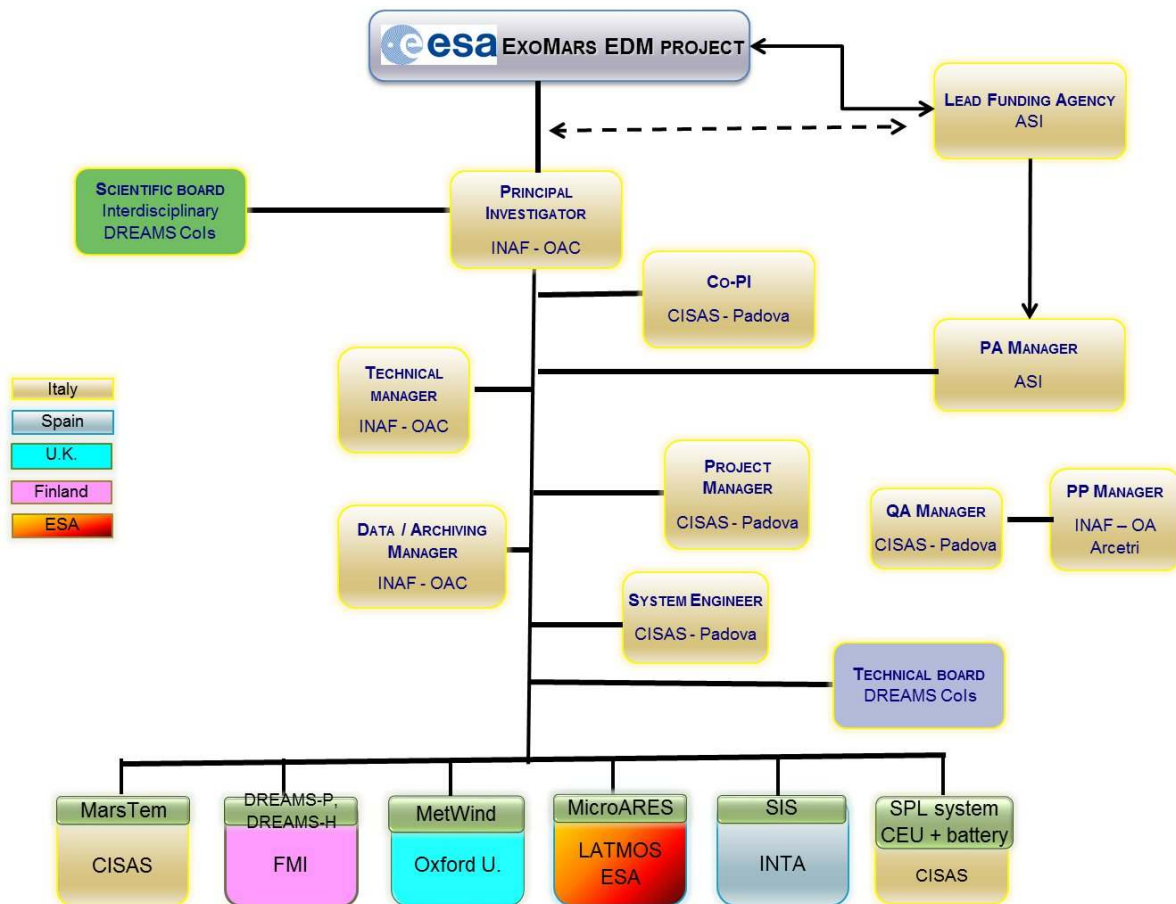 esa EXOMARS EDM PROJECT
LEAD FUNDING AGENCY
ASI
SCIENTIFIC BOARD
Interdisciplinary
DREAMS CoIs
PRINCIPAL
INVESTIGATOR
INAF - OAC
CO-PI
CISAS - Padova
PA MANAGER
ASI
TECHNICAL
MANAGER
INAF - OAC
Italy
Spain
U.K.
Finland
ESA
PROJECT
MANAGER
CISAS - Padova
QA MANAGER
CISAS - Padova
PP MANAGER
INAF – OA
Arcetri
DATA / ARCHIVING
MANAGER
INAF - OAC
SYSTEM ENGINEER
CISAS - Padova
TECHNICAL BOARD
DREAMS CoIs
MarsTem
CISAS
DREAMS-P,
DREAMS-H
FMI
MetWind
Oxford U.
MicroARES
LATMOS
ESA
SIS
INTA
SPL system
CEU + battery
CISAS